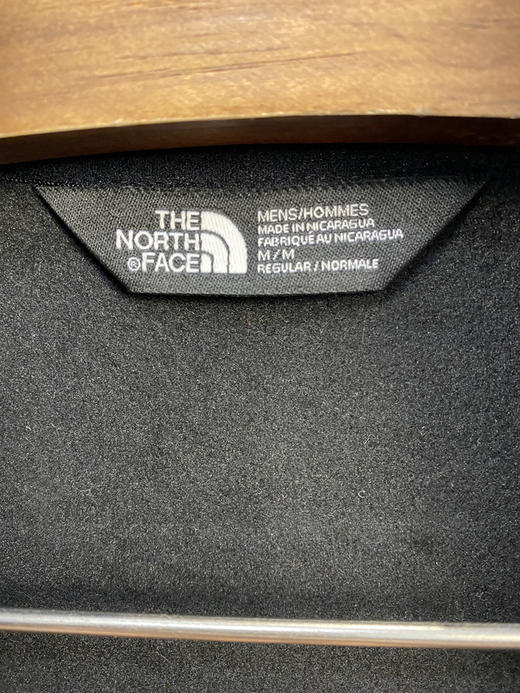 THE
NORTH
®FACE
MENS/HOMMES
MADE IN NICARAGUA
FABRIQUÉ AU NICARAGUA
M/M
REGULAR / NORMALE